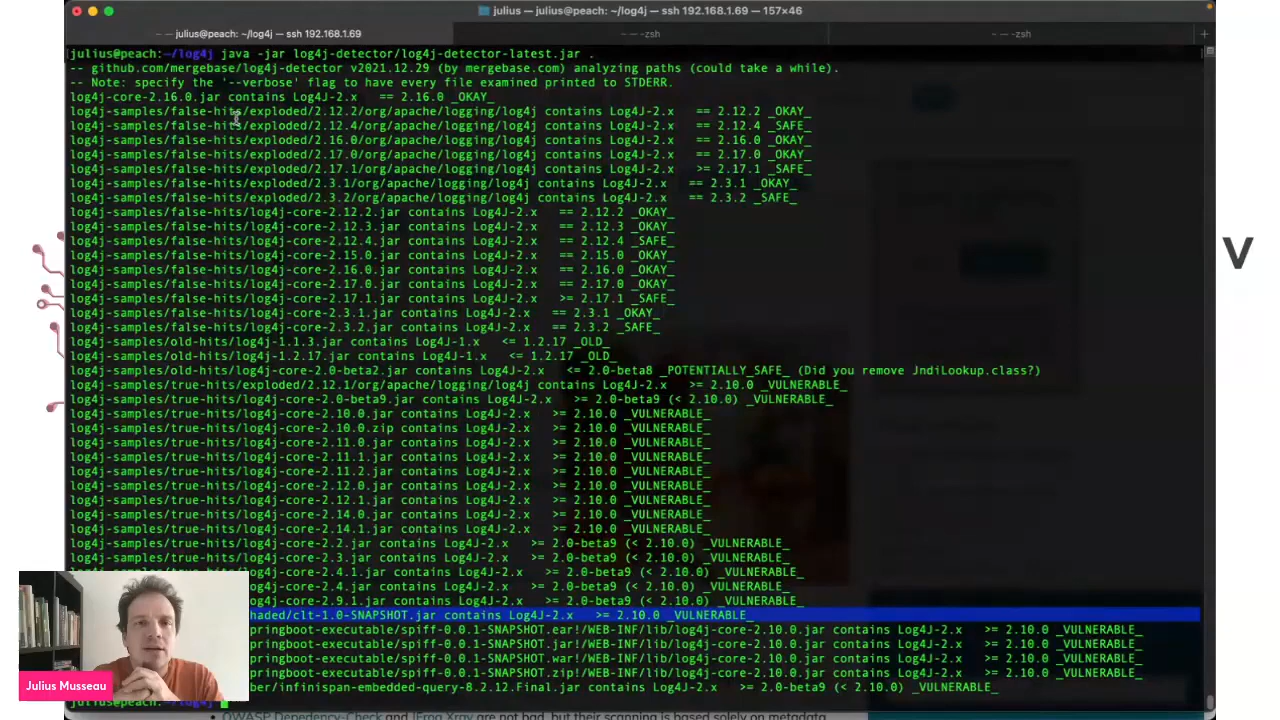 julius — julius@peach: ~/log4j — ssh 192.168.1.69 — 157×46
— julius@peach: ~/log4j — ssh 192.168.1.69
— -zsh
— -zsh
julius@peach:~/log4j java -jar log4j-detector/log4j-detector-latest.jar .
-- github.com/mergebase/log4j-detector v2021.12.29 (by mergebase.com) analyzing paths (could take a while).
-- Note: specify the '--verbose' flag to have every file examined printed to STDERR.
log4j-core-2.16.0.jar contains Log4J-2.x   == 2.16.0 _OKAY_
log4j-samples/false-hits/exploded/2.12.2/org/apache/logging/log4j contains Log4J-2.x   == 2.12.2 _OKAY_
log4j-samples/false-hits/exploded/2.12.4/org/apache/logging/log4j contains Log4J-2.x   == 2.12.4 _SAFE_
log4j-samples/false-hits/exploded/2.16.0/org/apache/logging/log4j contains Log4J-2.x   == 2.16.0 _OKAY_
log4j-samples/false-hits/exploded/2.17.0/org/apache/logging/log4j contains Log4J-2.x   == 2.17.0 _OKAY_
log4j-samples/false-hits/exploded/2.17.1/org/apache/logging/log4j contains Log4J-2.x   >= 2.17.1 _SAFE_
log4j-samples/false-hits/exploded/2.3.1/org/apache/logging/log4j contains Log4J-2.x   == 2.3.1 _OKAY_
log4j-samples/false-hits/exploded/2.3.2/org/apache/logging/log4j contains Log4J-2.x   == 2.3.2 _SAFE_
log4j-samples/false-hits/log4j-core-2.12.2.jar contains Log4J-2.x   == 2.12.2 _OKAY_
log4j-samples/false-hits/log4j-core-2.12.3.jar contains Log4J-2.x   == 2.12.3 _OKAY_
log4j-samples/false-hits/log4j-core-2.12.4.jar contains Log4J-2.x   == 2.12.4 _SAFE_
log4j-samples/false-hits/log4j-core-2.15.0.jar contains Log4J-2.x   == 2.15.0 _OKAY_
log4j-samples/false-hits/log4j-core-2.16.0.jar contains Log4J-2.x   == 2.16.0 _OKAY_
log4j-samples/false-hits/log4j-core-2.17.0.jar contains Log4J-2.x   == 2.17.0 _OKAY_
log4j-samples/false-hits/log4j-core-2.17.1.jar contains Log4J-2.x   >= 2.17.1 _SAFE_
log4j-samples/false-hits/log4j-core-2.3.1.jar contains Log4J-2.x   == 2.3.1 _OKAY_
log4j-samples/false-hits/log4j-core-2.3.2.jar contains Log4J-2.x   == 2.3.2 _SAFE_
log4j-samples/old-hits/log4j-1.1.3.jar contains Log4J-1.x   <= 1.2.17 _OLD_
log4j-samples/old-hits/log4j-1.2.17.jar contains Log4J-1.x   <= 1.2.17 _OLD_
log4j-samples/old-hits/log4j-core-2.0-beta2.jar contains Log4J-2.x   <= 2.0-beta8 _POTENTIALLY_SAFE_ (Did you remove JndiLookup.class?)
log4j-samples/true-hits/exploded/2.12.1/org/apache/logging/log4j contains Log4J-2.x   >= 2.10.0 _VULNERABLE_
log4j-samples/true-hits/log4j-core-2.0-beta9.jar contains Log4J-2.x   >= 2.0-beta9 (< 2.10.0) _VULNERABLE_
log4j-samples/true-hits/log4j-core-2.10.0.jar contains Log4J-2.x   >= 2.10.0 _VULNERABLE_
log4j-samples/true-hits/log4j-core-2.10.0.zip contains Log4J-2.x   >= 2.10.0 _VULNERABLE_
log4j-samples/true-hits/log4j-core-2.11.0.jar contains Log4J-2.x   >= 2.10.0 _VULNERABLE_
log4j-samples/true-hits/log4j-core-2.11.1.jar contains Log4J-2.x   >= 2.10.0 _VULNERABLE_
log4j-samples/true-hits/log4j-core-2.11.2.jar contains Log4J-2.x   >= 2.10.0 _VULNERABLE_
log4j-samples/true-hits/log4j-core-2.12.0.jar contains Log4J-2.x   >= 2.10.0 _VULNERABLE_
log4j-samples/true-hits/log4j-core-2.12.1.jar contains Log4J-2.x   >= 2.10.0 _VULNERABLE_
log4j-samples/true-hits/log4j-core-2.14.0.jar contains Log4J-2.x   >= 2.10.0 _VULNERABLE_
log4j-samples/true-hits/log4j-core-2.14.1.jar contains Log4J-2.x   >= 2.10.0 _VULNERABLE_
log4j-samples/true-hits/log4j-core-2.2.jar contains Log4J-2.x   >= 2.0-beta9 (< 2.10.0) _VULNERABLE_
log4j-samples/true-hits/log4j-core-2.3.jar contains Log4J-2.x   >= 2.0-beta9 (< 2.10.0) _VULNERABLE_
log4j-core-2.4.1.jar contains Log4J-2.x   >= 2.0-beta9 (< 2.10.0) _VULNERABLE_
log4j-core-2.4.jar contains Log4J-2.x   >= 2.0-beta9 (< 2.10.0) _VULNERABLE_
log4j-core-2.9.1.jar contains Log4J-2.x   >= 2.0-beta9 (< 2.10.0) _VULNERABLE_
haded/clt-1.0-SNAPSHOT.jar contains Log4J-2.x   >= 2.10.0 _VULNERABLE_
pringboot-executable/spiff-0.0.1-SNAPSHOT.ear!/WEB-INF/lib/log4j-core-2.10.0.jar contains Log4J-2.x   >= 2.10.0 _VULNERABLE_
pringboot-executable/spiff-0.0.1-SNAPSHOT.jar!/WEB-INF/lib/log4j-core-2.10.0.jar contains Log4J-2.x   >= 2.10.0 _VULNERABLE_
pringboot-executable/spiff-0.0.1-SNAPSHOT.war!/WEB-INF/lib/log4j-core-2.10.0.jar contains Log4J-2.x   >= 2.10.0 _VULNERABLE_
pringboot-executable/spiff-0.0.1-SNAPSHOT.zip!/WEB-INF/lib/log4j-core-2.10.0.jar contains Log4J-2.x   >= 2.10.0 _VULNERABLE_
ber/infinispan-embedded-query-8.2.12.Final.jar contains Log4J-2.x   >= 2.0-beta9 (< 2.10.0) _VULNERABLE_
julius@peach:~/log4j
Julius Musseau
V
OWASP Depedency-Check and JFrog Xray are not bad, but their scanning is based solely on metadata